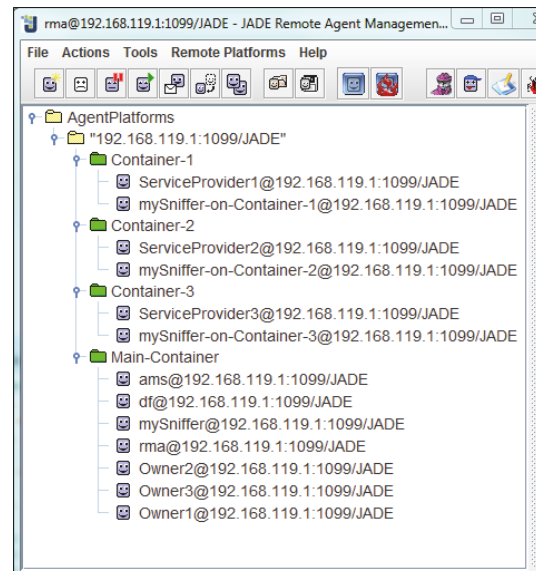 rma@192.168.119.1:1099/JADE - JADE Remote Agent Managemen...
File Actions Tools Remote Platforms Help
AgentPlatforms
"192.168.119.1:1099/JADE"
Container-1
ServiceProvider1@192.168.119.1:1099/JADE
mySniffer-on-Container-1@192.168.119.1:1099/JADE
Container-2
ServiceProvider2@192.168.119.1:1099/JADE
mySniffer-on-Container-2@192.168.119.1:1099/JADE
Container-3
ServiceProvider3@192.168.119.1:1099/JADE
mySniffer-on-Container-3@192.168.119.1:1099/JADE
Main-Container
ams@192.168.119.1:1099/JADE
df@192.168.119.1:1099/JADE
mySniffer@192.168.119.1:1099/JADE
rma@192.168.119.1:1099/JADE
Owner2@192.168.119.1:1099/JADE
Owner3@192.168.119.1:1099/JADE
Owner1@192.168.119.1:1099/JADE